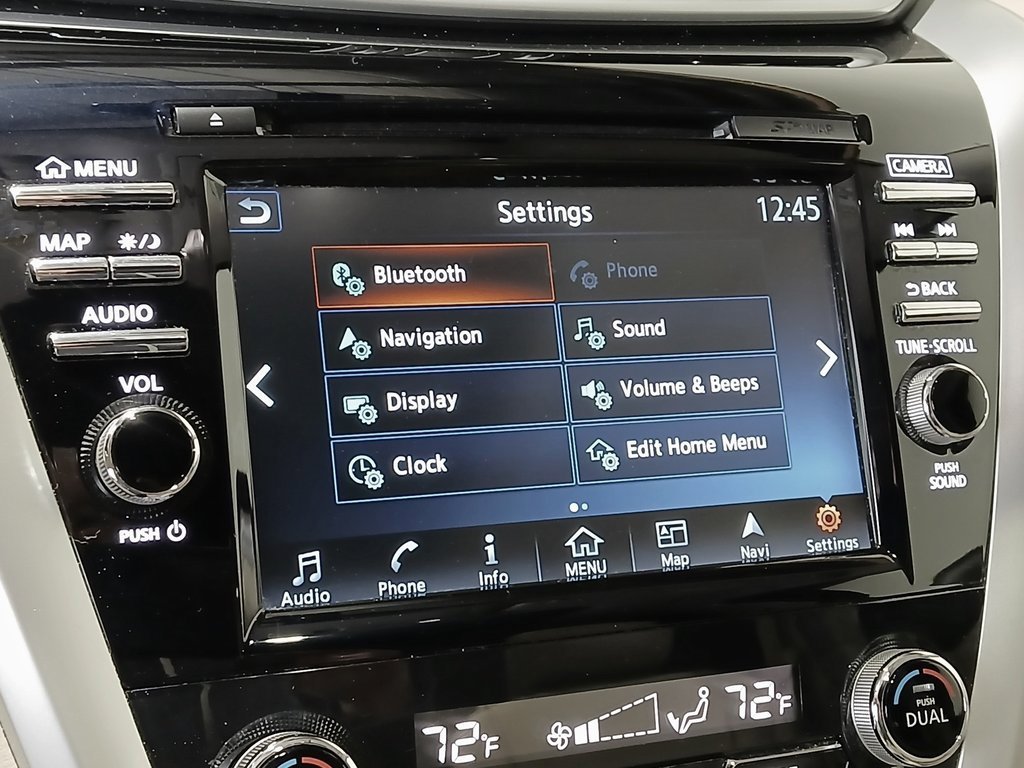 MENU
CAMERA
MAP
AUDIO
VOL
PUSH
BACK
TUNE·SCROLL
PUSH
SOUND
Settings
12:45
Bluetooth
Phone
Navigation
Sound
Display
Volume & Beeps
Clock
Edit Home Menu
Audio
Phone
Info
MENU
Map
Navi
Settings
72°F
72°F
PUSH
DUAL